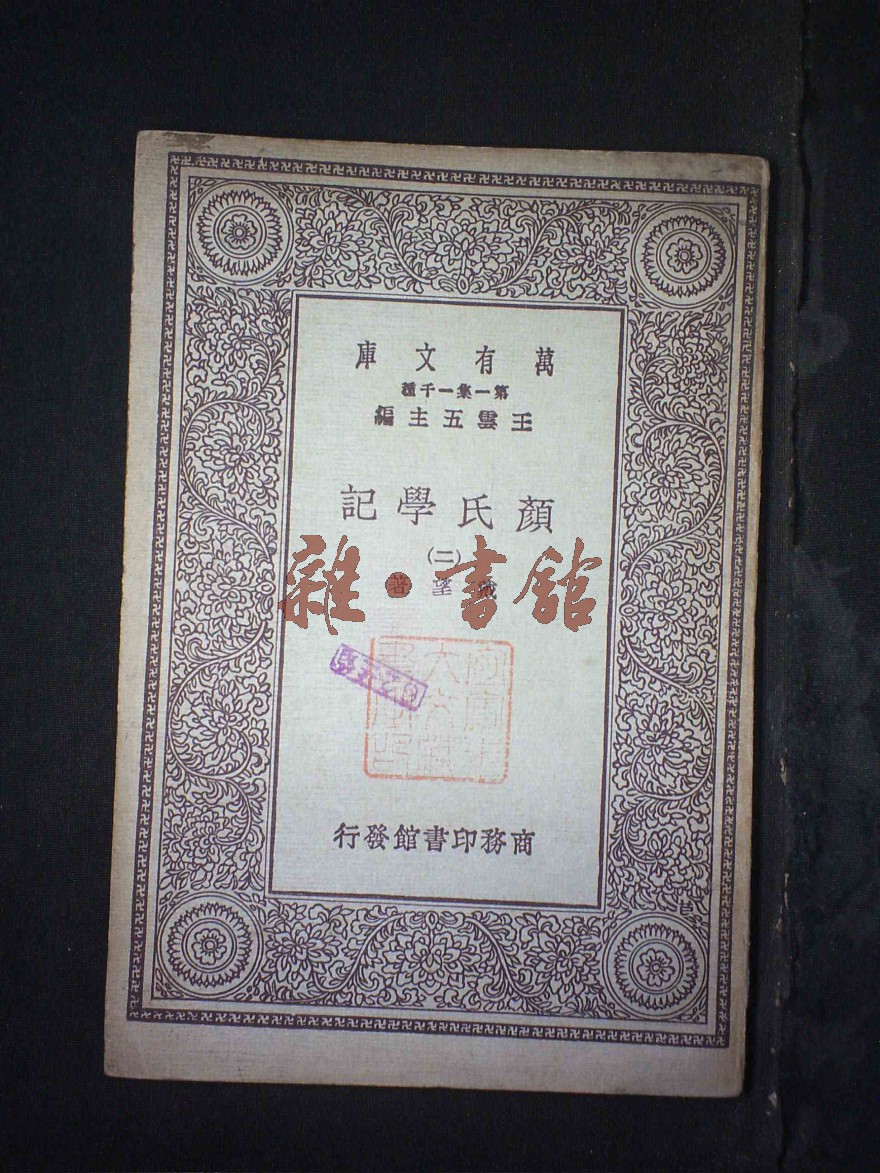 萬有文庫
第一集一千種
王雲五主編
顏氏學記
(二)
戴望著
雜·書館
商務印書館發行